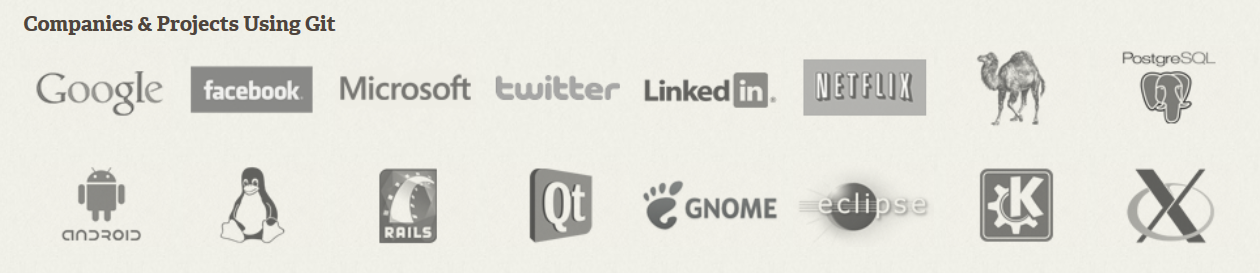 Companies & Projects Using Git
Google
facebook
Microsoft
twitter
Linked in
NETFLIX
PostgreSQL
ANDROID
RAILS
Qt
GNOME
eclipse
K
X